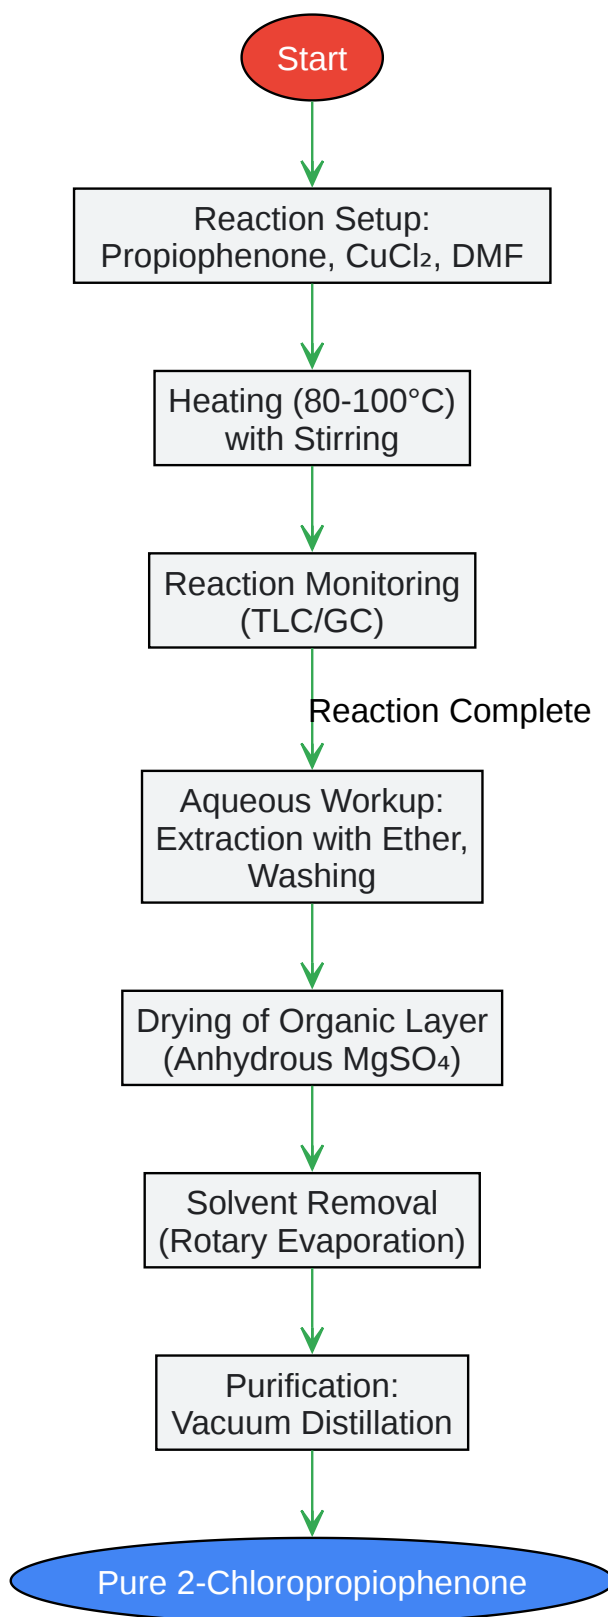 Start
Reaction Setup:
Propiophenone, CuCl₂, DMF
Heating (80-100°C)
with Stirring
Reaction Monitoring
(TLC/GC)
Reaction Complete
Aqueous Workup:
Extraction with Ether,
Washing
Drying of Organic Layer
(Anhydrous MgSO₄)
Solvent Removal
(Rotary Evaporation)
Purification:
Vacuum Distillation
Pure 2-Chloropropiophenone